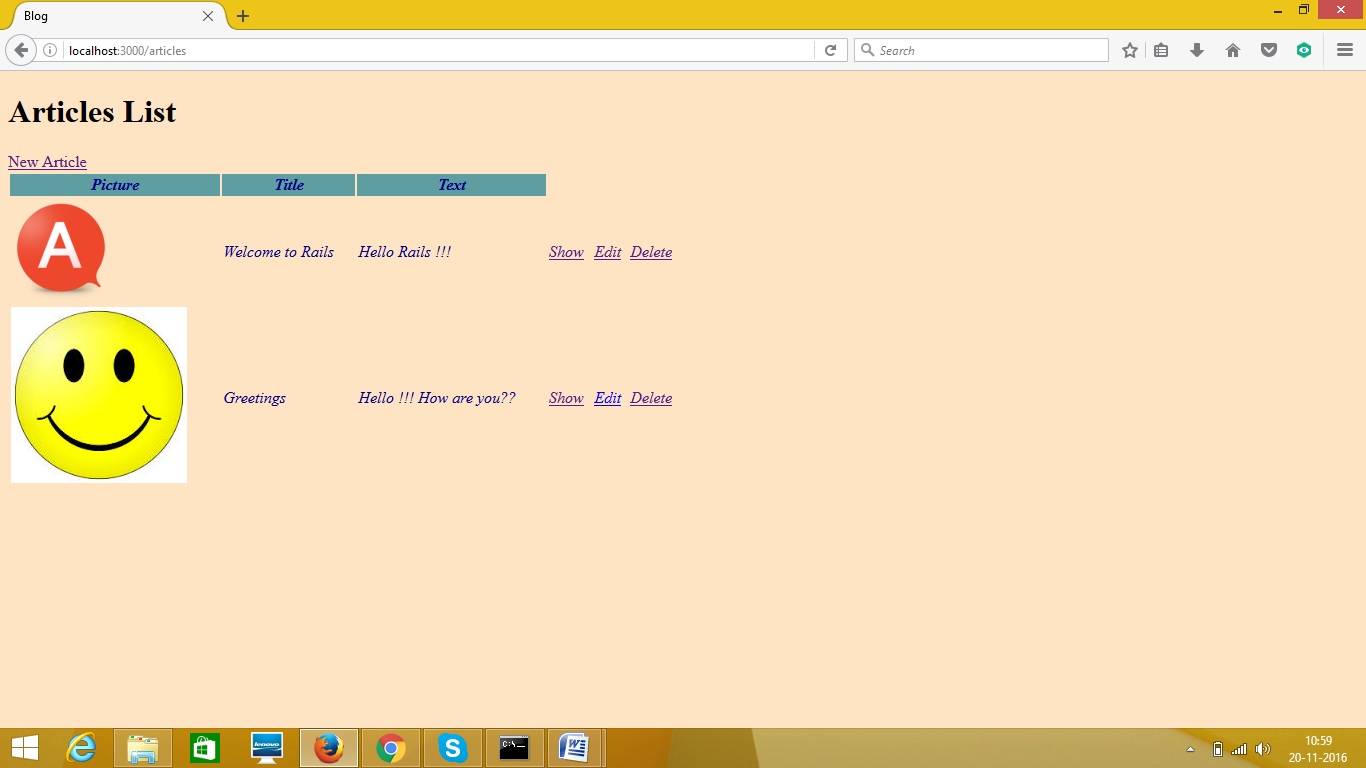 Blog
localhost:3000/articles
Search
Articles List
New Article
Picture Title Text
A
Welcome to Rails Hello Rails !!! Show Edit Delete
Greetings Hello !!! How are you?? Show Edit Delete
lenovo
C:\_
10:59
20-11-2016